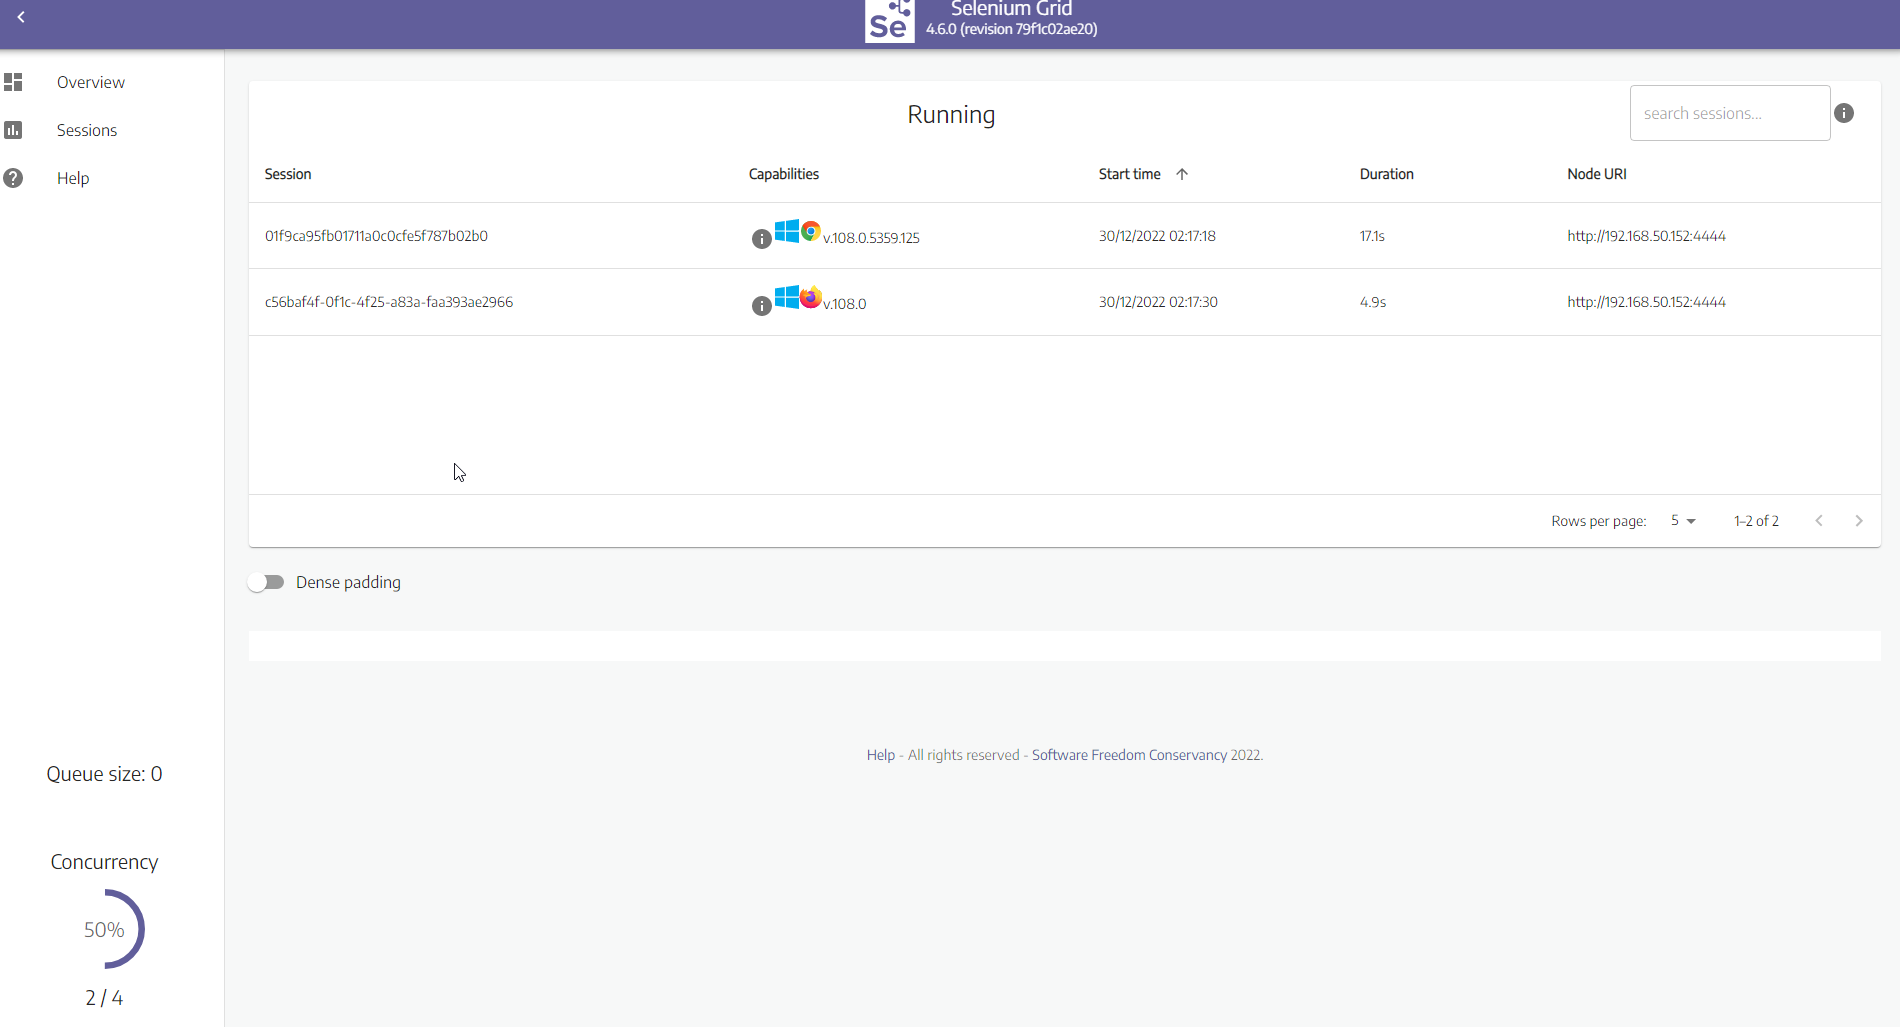 Se
Selenium Grid
4.6.0 (revision 79f1c02ae20)
Overview
Sessions
Help
Running
search sessions...
Session Capabilities Start time Duration Node URI
01f9ca95fb01711a0c0cfe5f787b02b0 v.108.0.5359.125 30/12/2022 02:17:18 17.1s http://192.168.50.152:4444
c56baf4f-0f1c-4f25-a83a-faa393ae2966 v.108.0 30/12/2022 02:17:30 4.9s http://192.168.50.152:4444
Rows per page: 5 1-2 of 2
Dense padding
Help - All rights reserved - Software Freedom Conservancy 2022.
Queue size: 0
Concurrency
50%
2 / 4